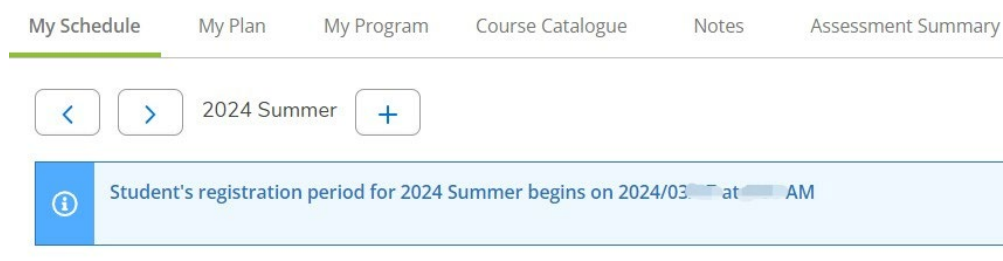 My Schedule My Plan My Program Course Catalogue Notes Assessment Summary
2024 Summer
Student's registration period for 2024 Summer begins on 2024/03 at AM